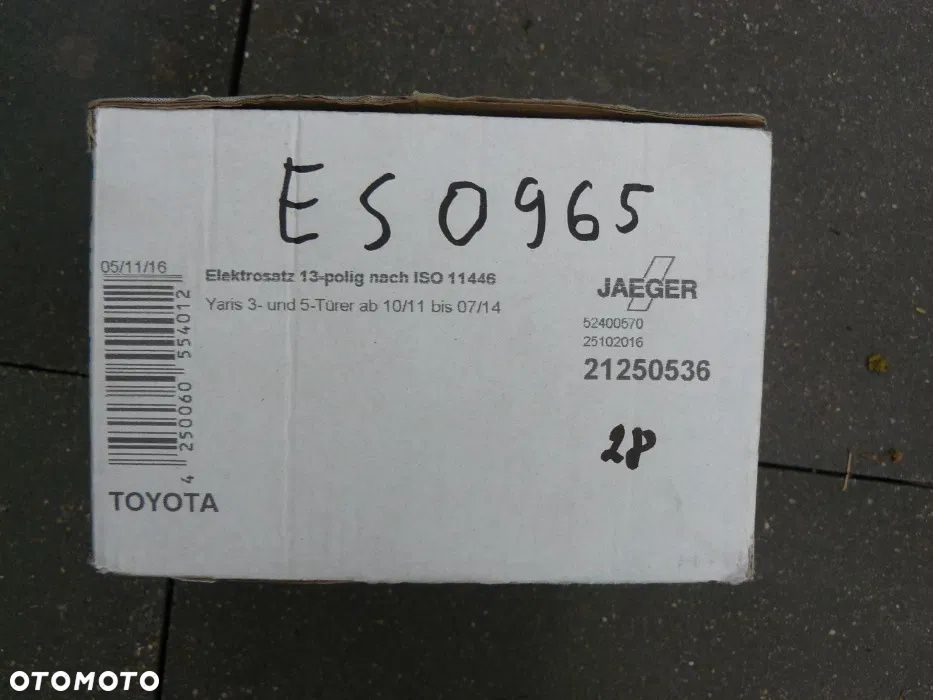 ES0965
05/11/16
Elektrosatz 13-polig nach ISO 11446
Yaris 3- und 5-Türer ab 10/11 bis 07/14
JAEGER
52400570
25102016
21250536
28
4 250060 554012
TOYOTA
OTOMOTO